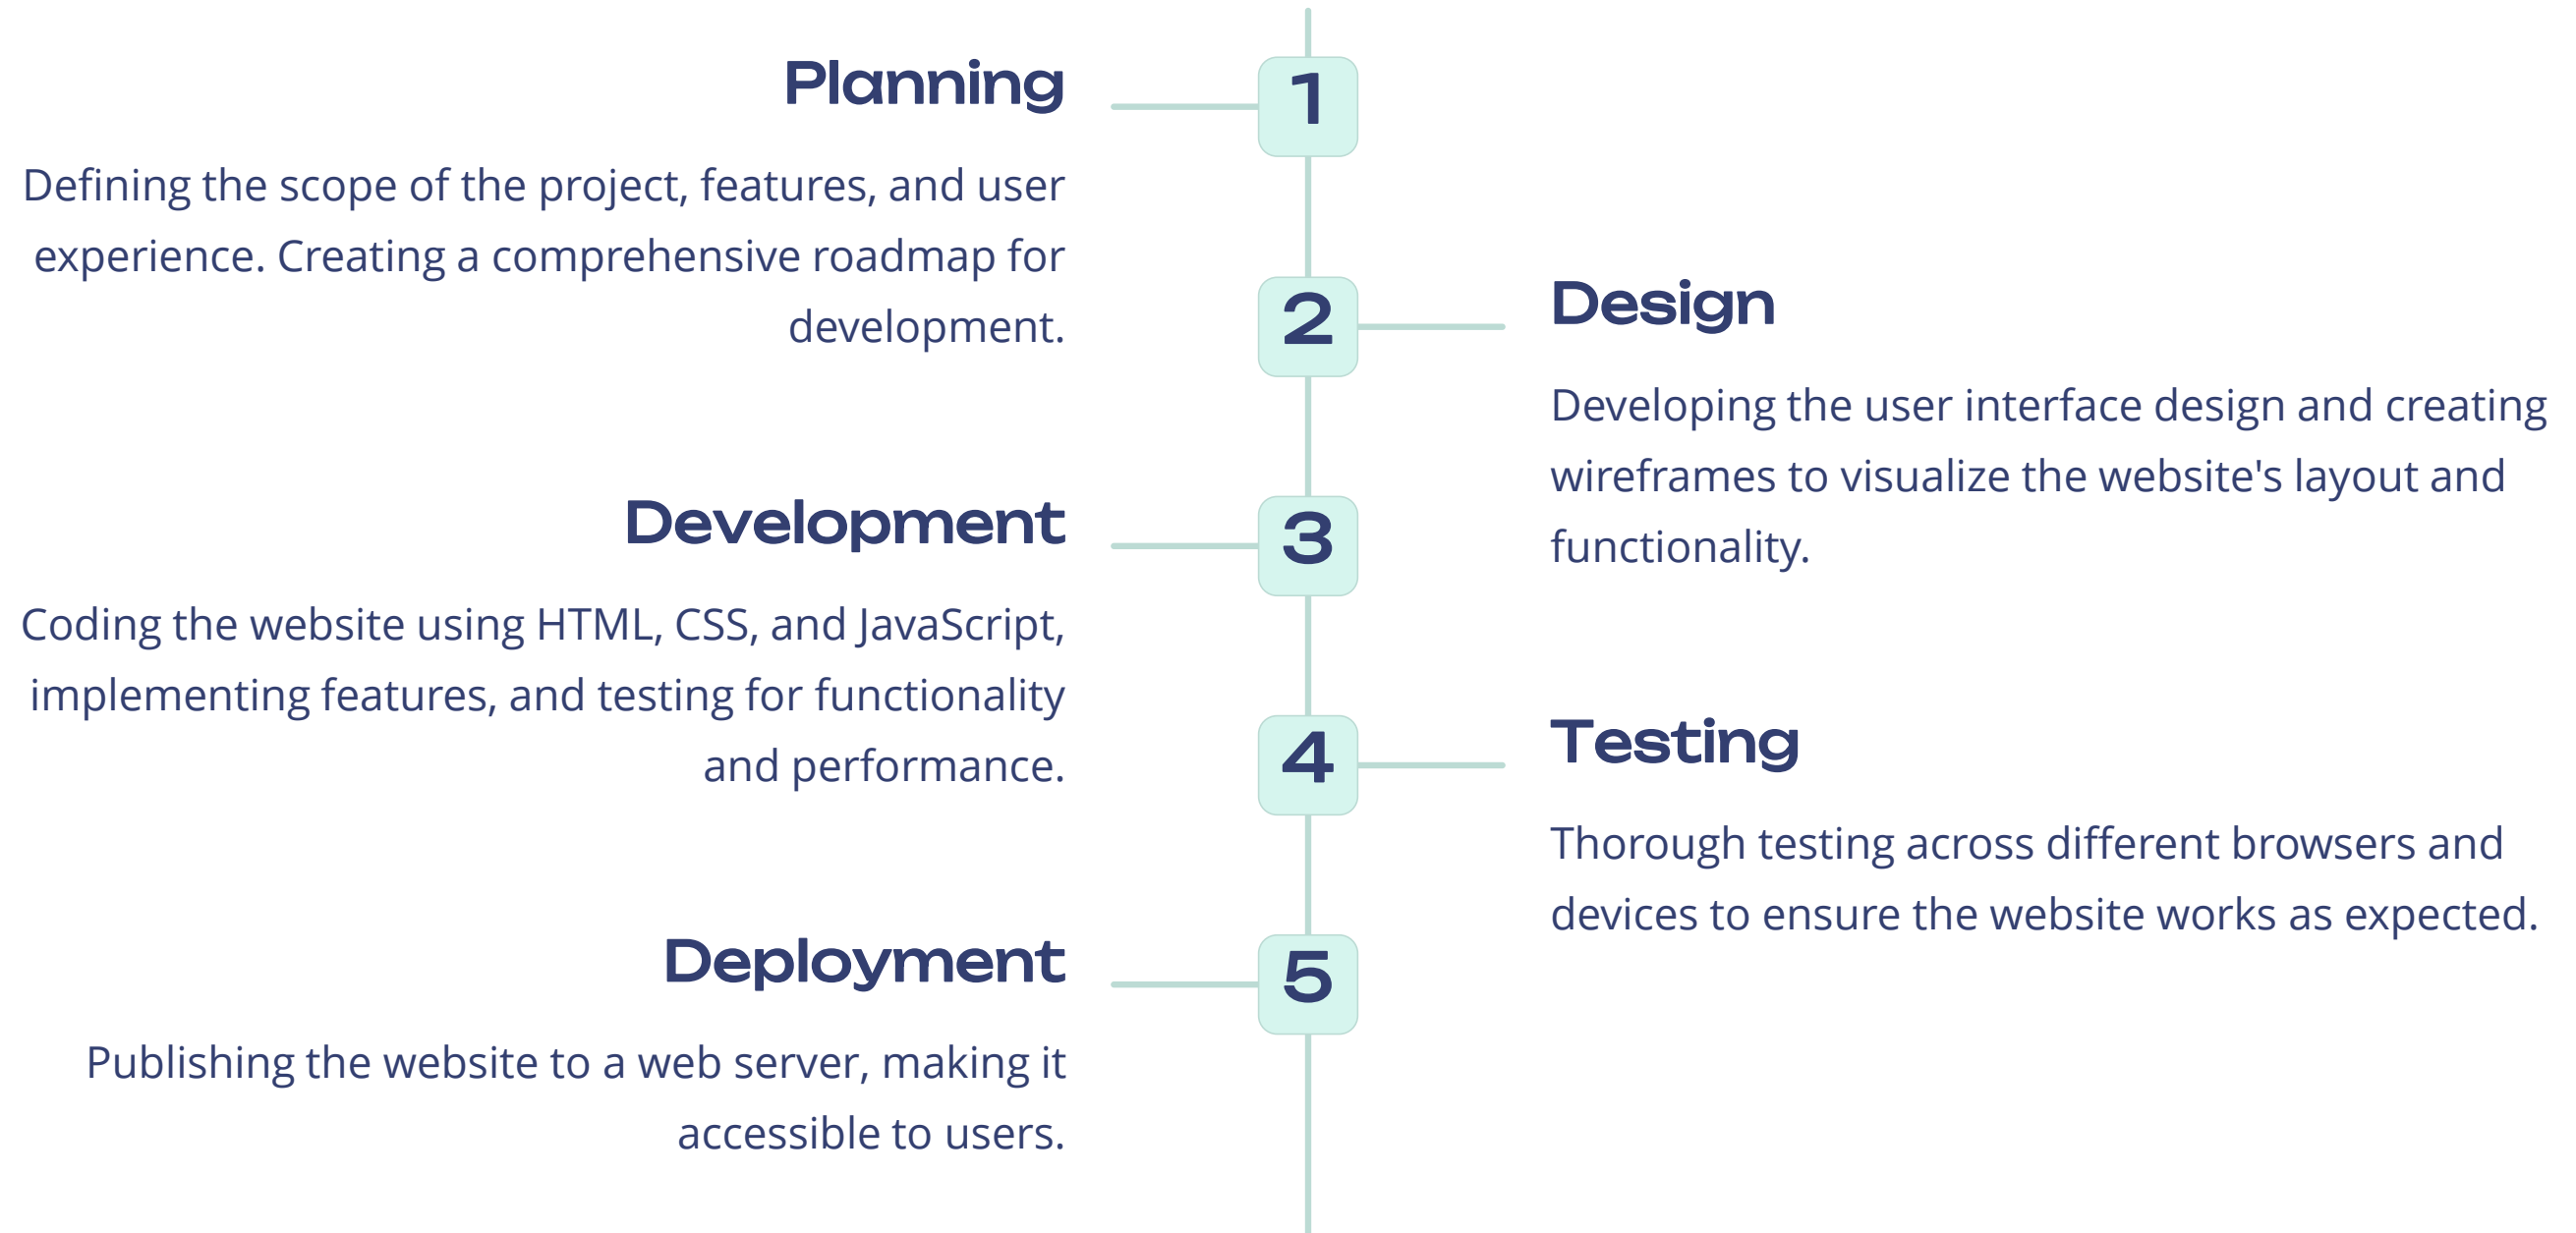 1
Planning
Defining the scope of the project, features, and user
experience. Creating a comprehensive roadmap for
development.
2
Design
Developing the user interface design and creating
wireframes to visualize the website's layout and
functionality.
3
Development
Coding the website using HTML, CSS, and JavaScript,
implementing features, and testing for functionality
and performance.
4
Testing
Thorough testing across different browsers and
devices to ensure the website works as expected.
5
Deployment
Publishing the website to a web server, making it
accessible to users.